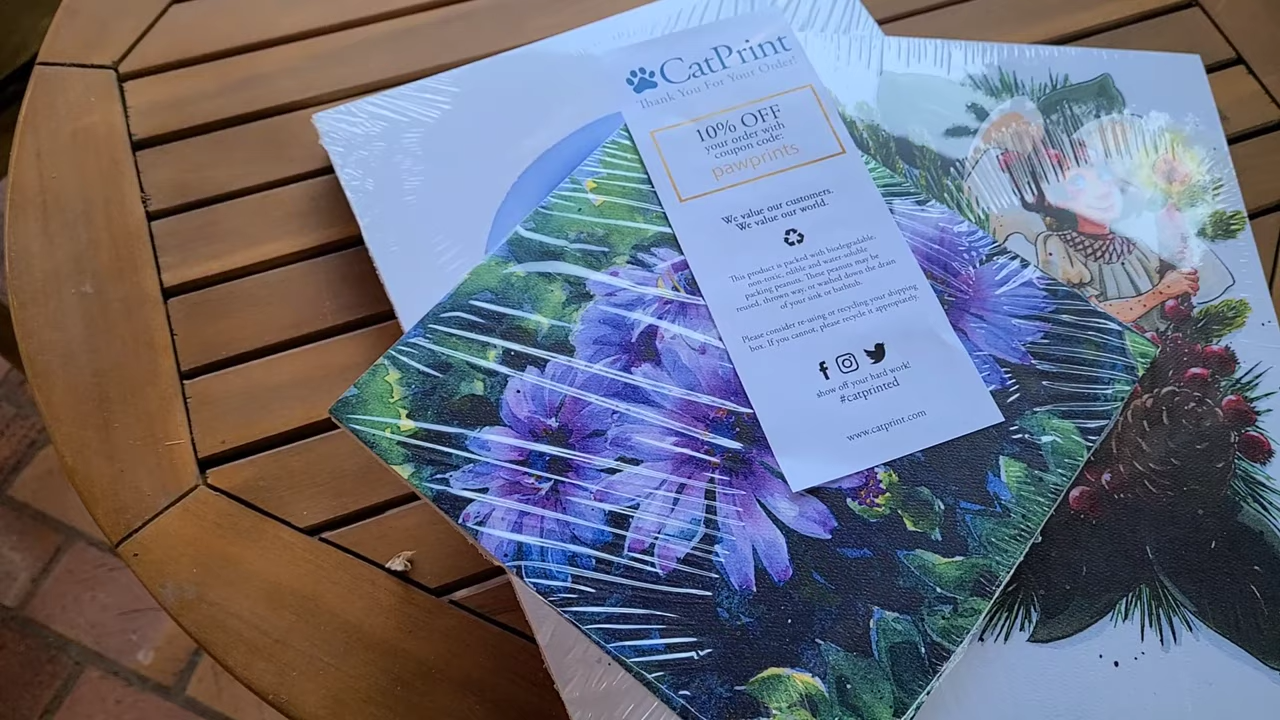 CatPrint
Thank You For Your Order!
10% OFF
your order with
coupon code:
pawprints
We value our customers.
We value our world.
This product is packed with biodegradable,
non-toxic, edible and water-soluble
packing peanuts. These peanuts may be
reused, thrown way, or washed down the drain
of your sink or bathtub.
Please consider re-using or recycling your shipping
box. If you cannot, please recycle it appropriately.
show off your hard work!
#catprinted
www.catprint.com